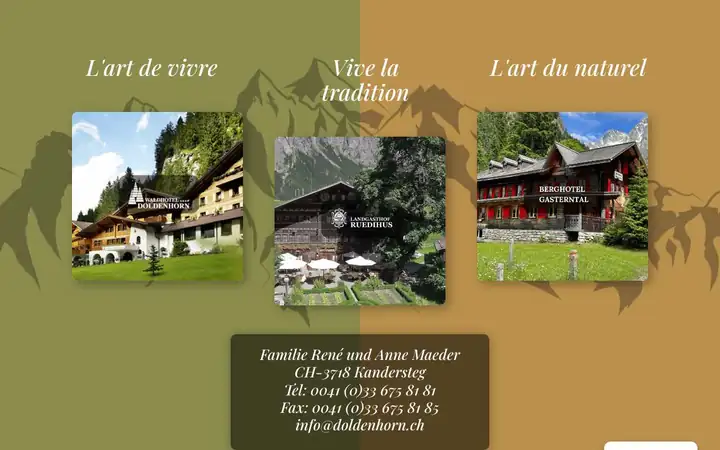 L'art de vivre
Vive la
tradition
L'art du naturel
WALDHOTEL ****
DOLDENHORN
LANDGASTHOF
RUEDIHUS
BERGHOTEL
GASTERNTAL
Familie René und Anne Maeder
CH-3718 Kandersteg
Tel: 0041 (0)33 675 81 81
Fax: 0041 (0)33 675 81 85
info@doldenhorn.ch